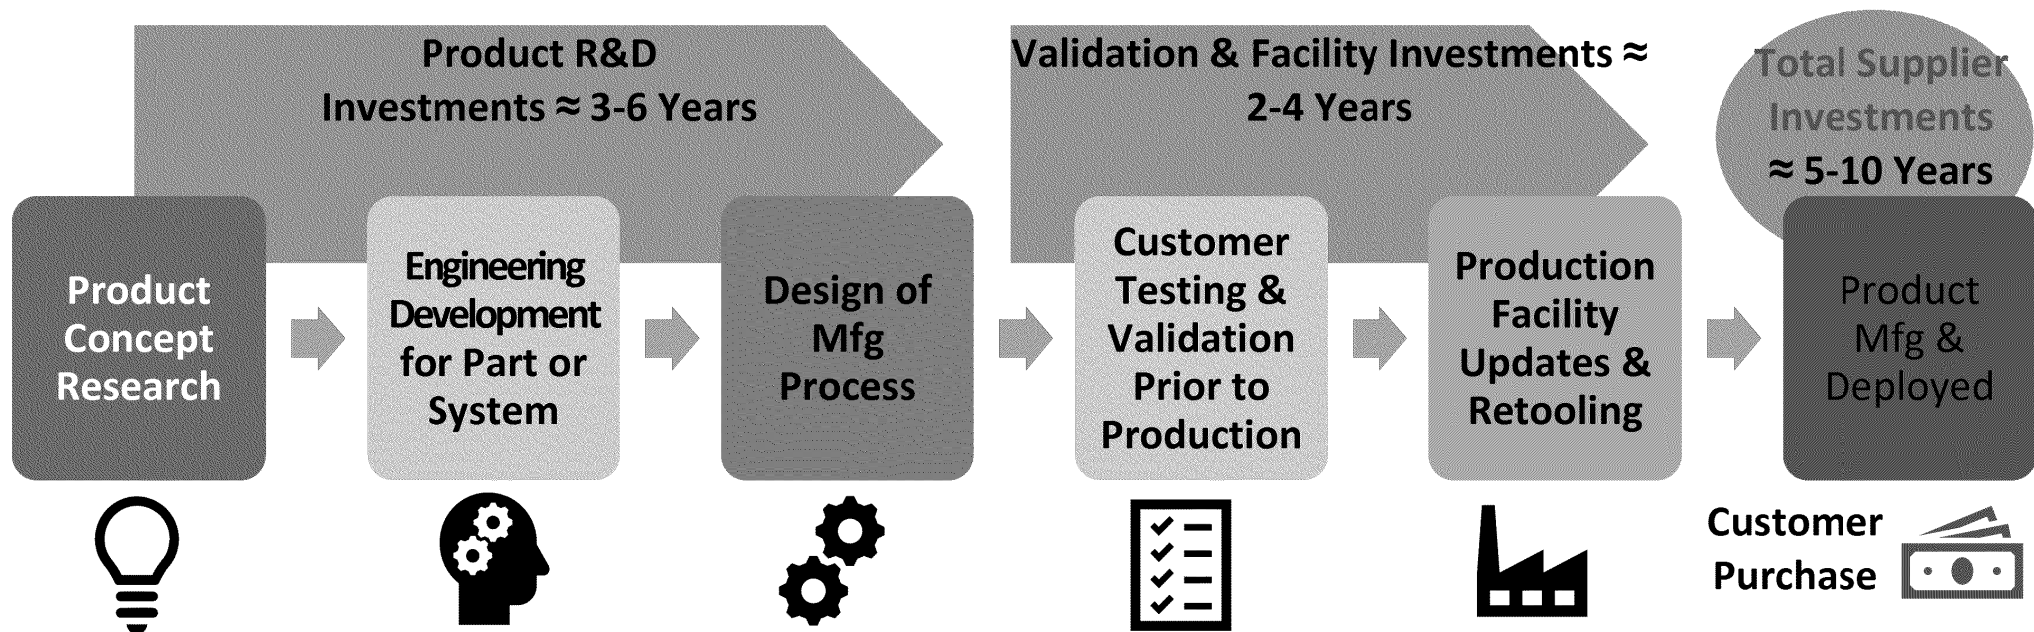 Product R&D
Investments ≈ 3-6 Years
Validation & Facility Investments ≈
2-4 Years
Total Supplier
Investments
≈ 5-10 Years
Product
Concept
Research
Engineering
Development
for Part or
System
Design of
Mfg
Process
Customer
Testing &
Validation
Prior to
Production
Production
Facility
Updates &
Retooling
Product
Mfg &
Deployed
Customer
Purchase